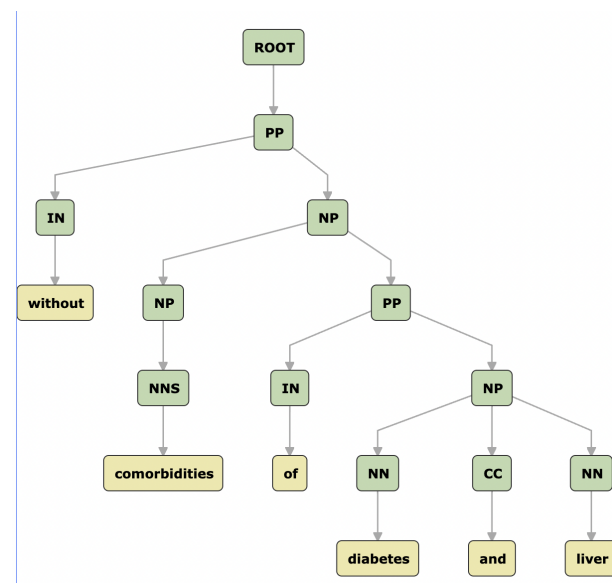 ROOT
PP
IN NP
without NP PP
NNS IN NP
comorbidities of NN CC NN
diabetes and liver